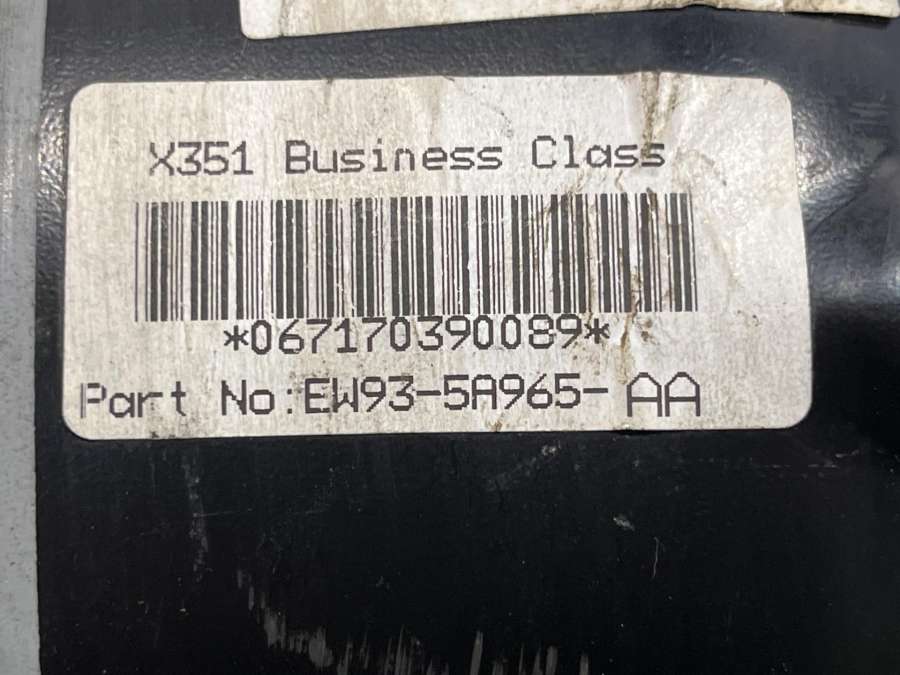 X351 Business Class
*067170390089*
Part No:EW93-5A965-AA